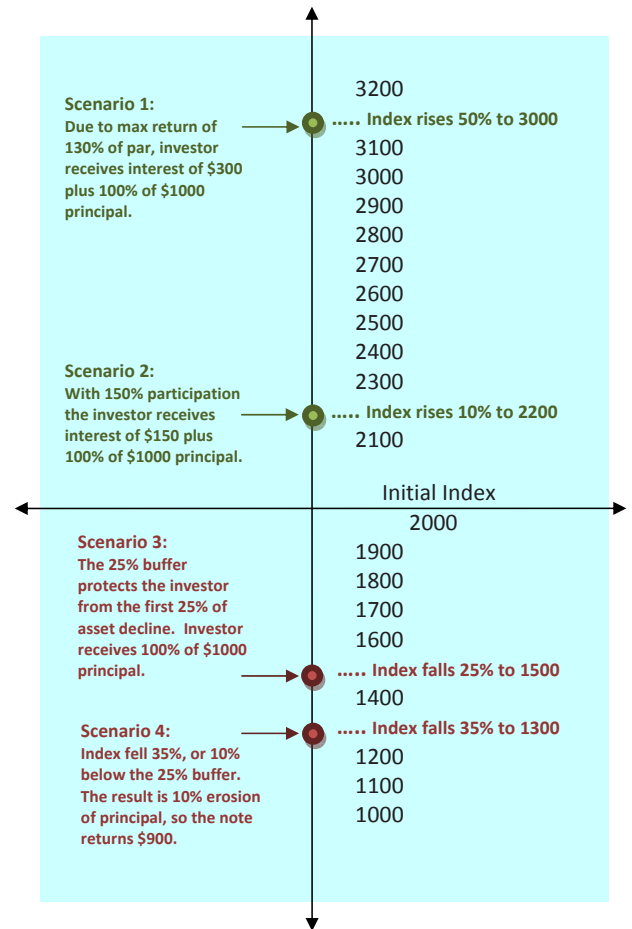 3200
Scenario 1:
Due to max return of
130% of par, investor
receives interest of $300
plus 100% of $1000
principal.
..... Index rises 50% to 3000
3100
3000
2900
2800
2700
2600
2500
2400
2300
Scenario 2:
With 150% participation
the investor receives
interest of $150 plus
100% of $1000 principal.
..... Index rises 10% to 2200
2100
Initial Index
2000
Scenario 3:
The 25% buffer
protects the investor
from the first 25% of
asset decline.  Investor
receives 100% of $1000
principal.
1900
1800
1700
1600
..... Index falls 25% to 1500
1400
Scenario 4:
Index fell 35%, or 10%
below the 25% buffer.
The result is 10% erosion
of principal, so the note
returns $900.
..... Index falls 35% to 1300
1200
1100
1000